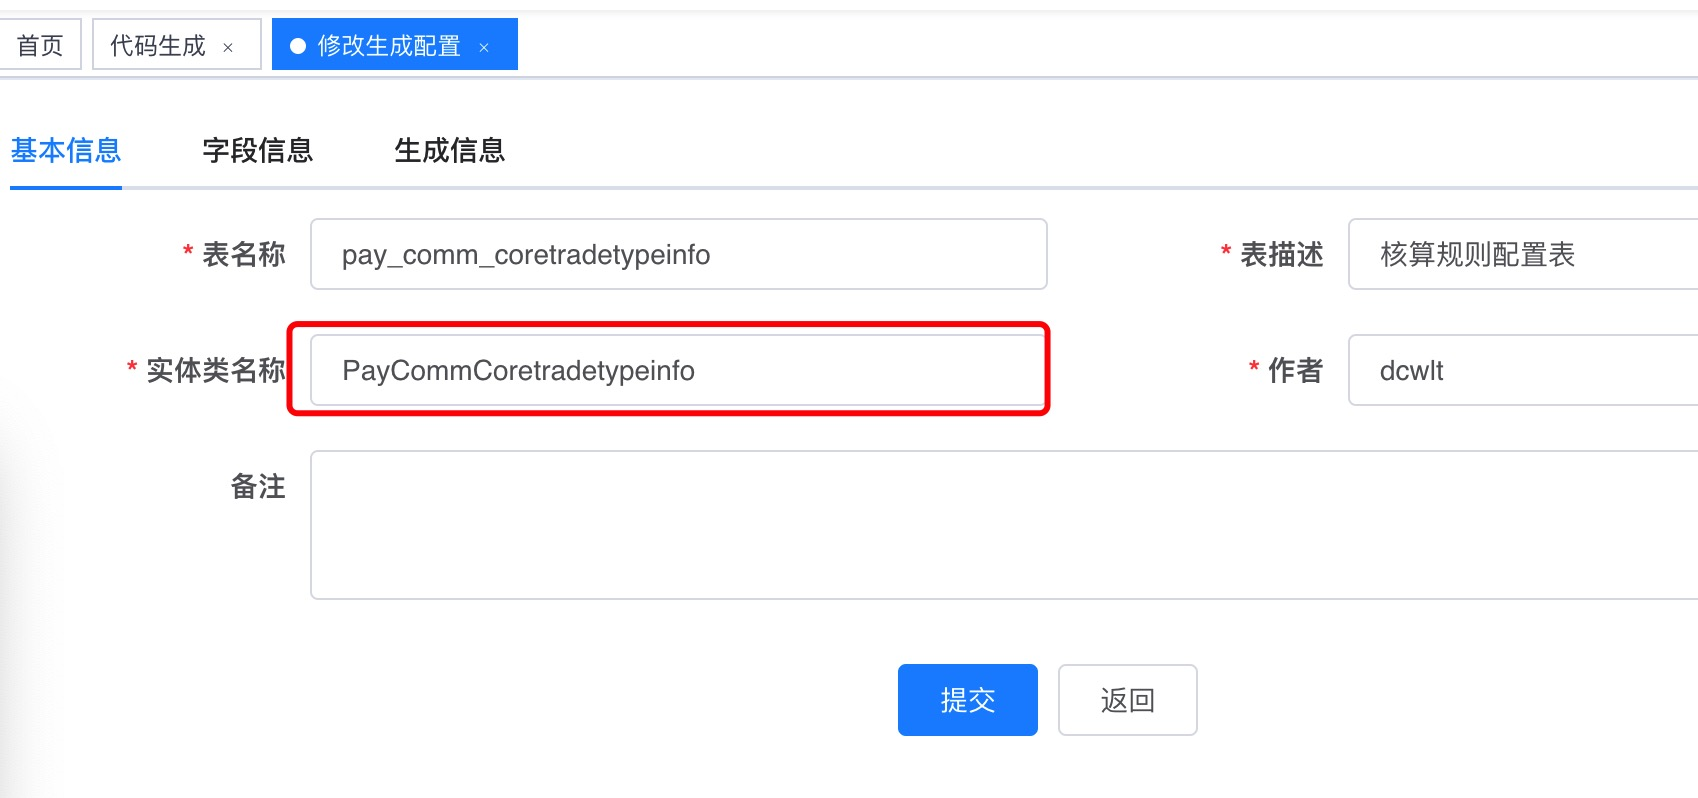 首页 代码生成 × 修改生成配置 ×
基本信息 字段信息 生成信息
* 表名称 pay_comm_coretradetypeinfo * 表描述 核算规则配置表
* 实体类名称 PayCommCoretradetypeinfo * 作者 dcwlt
备注
提交 返回